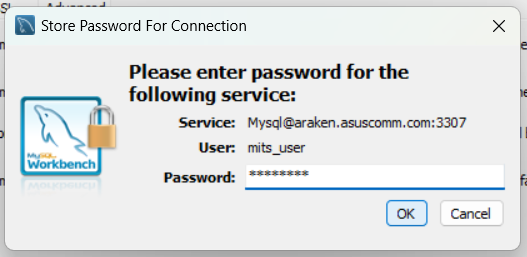 Advanced
Store Password For Connection
Please enter password for the
following service:
Service: Mysql@araken.asuscomm.com:3307
User: mits_user
Password: ********
MySQL
Workbench
OK
Cancel